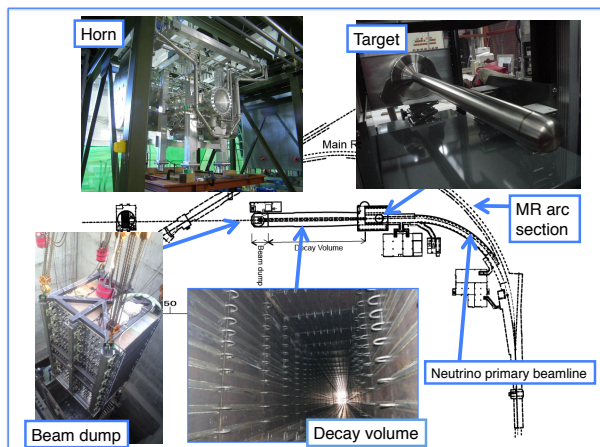 Horn
Target
Main R
MR arc
section
Beam dump
Decay Volume
50
Neutrino primary beamline
Beam dump
Decay volume